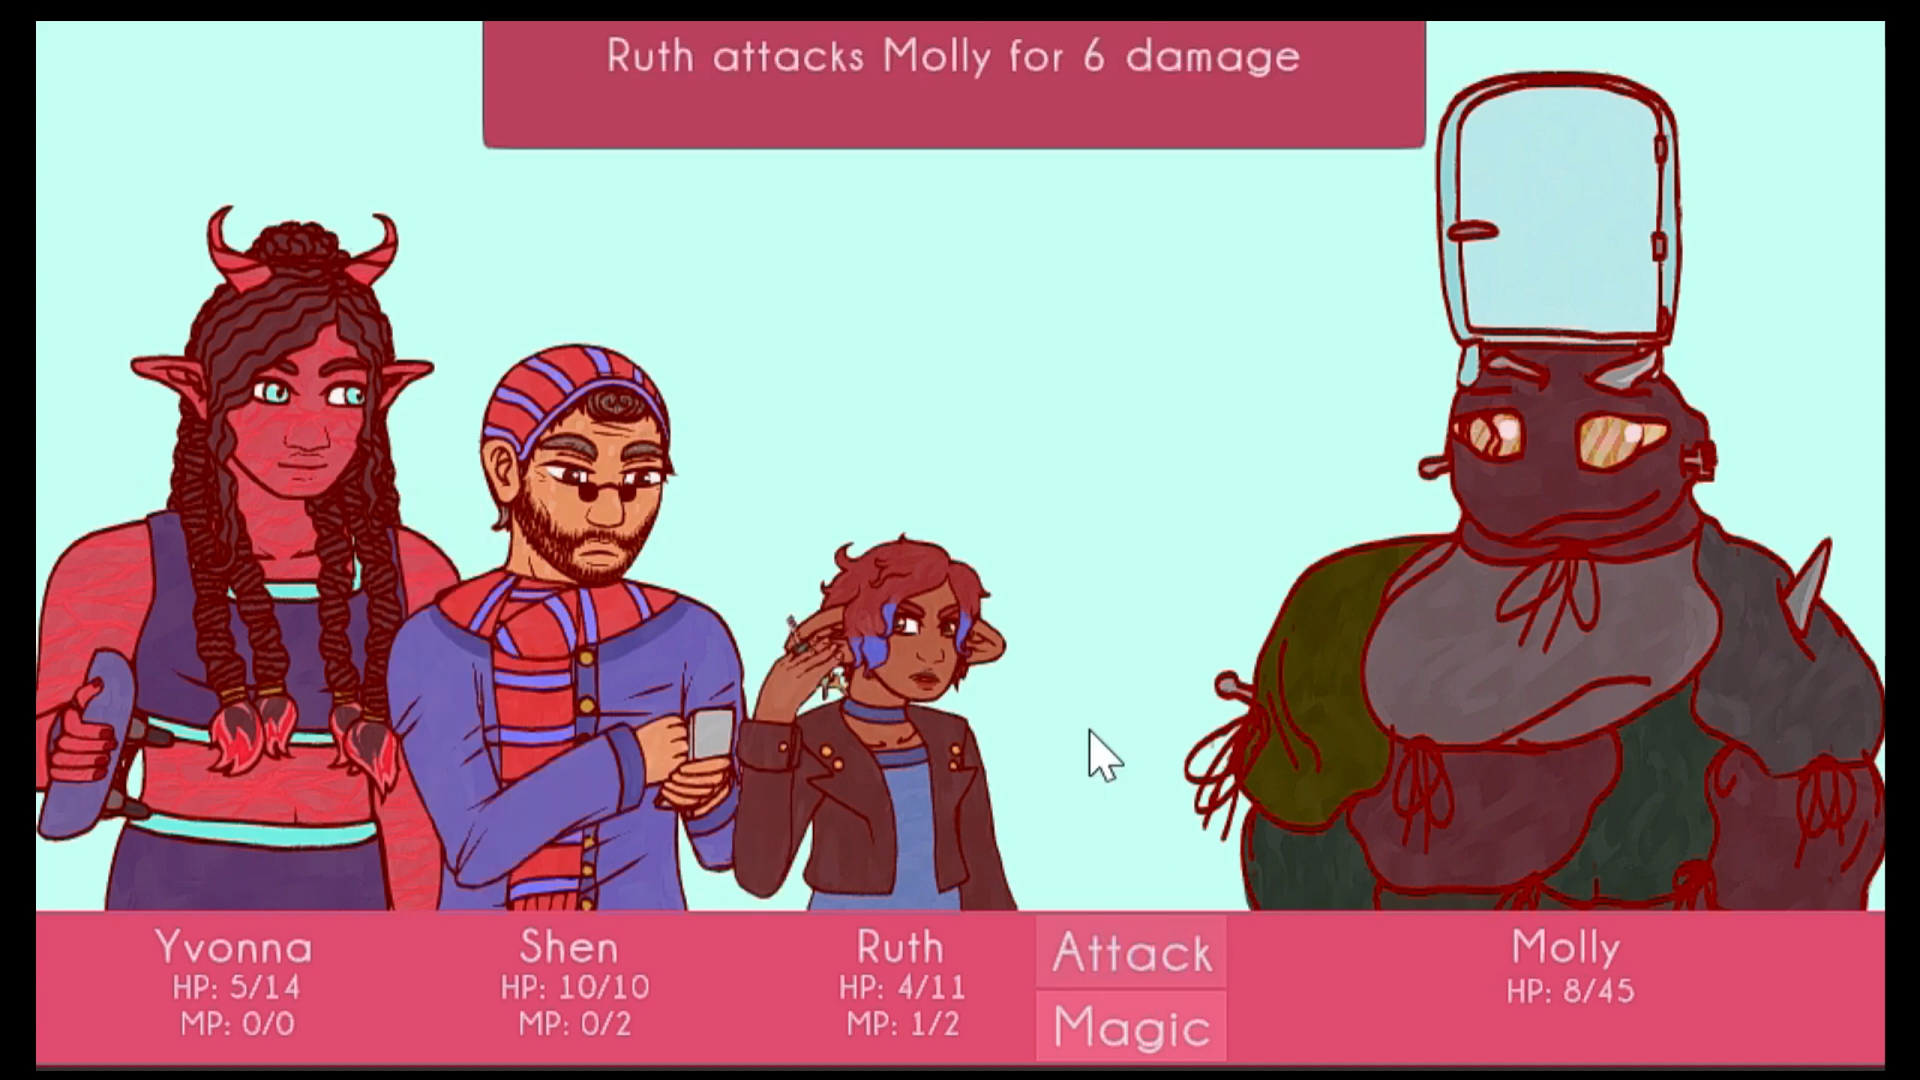 Ruth attacks Molly for 6 damage
Yvonna
HP: 5/14
MP: 0/0
Shen
HP: 10/10
MP: 0/2
Ruth
HP: 4/11
MP: 1/2
Attack
Magic
Molly
HP: 8/45